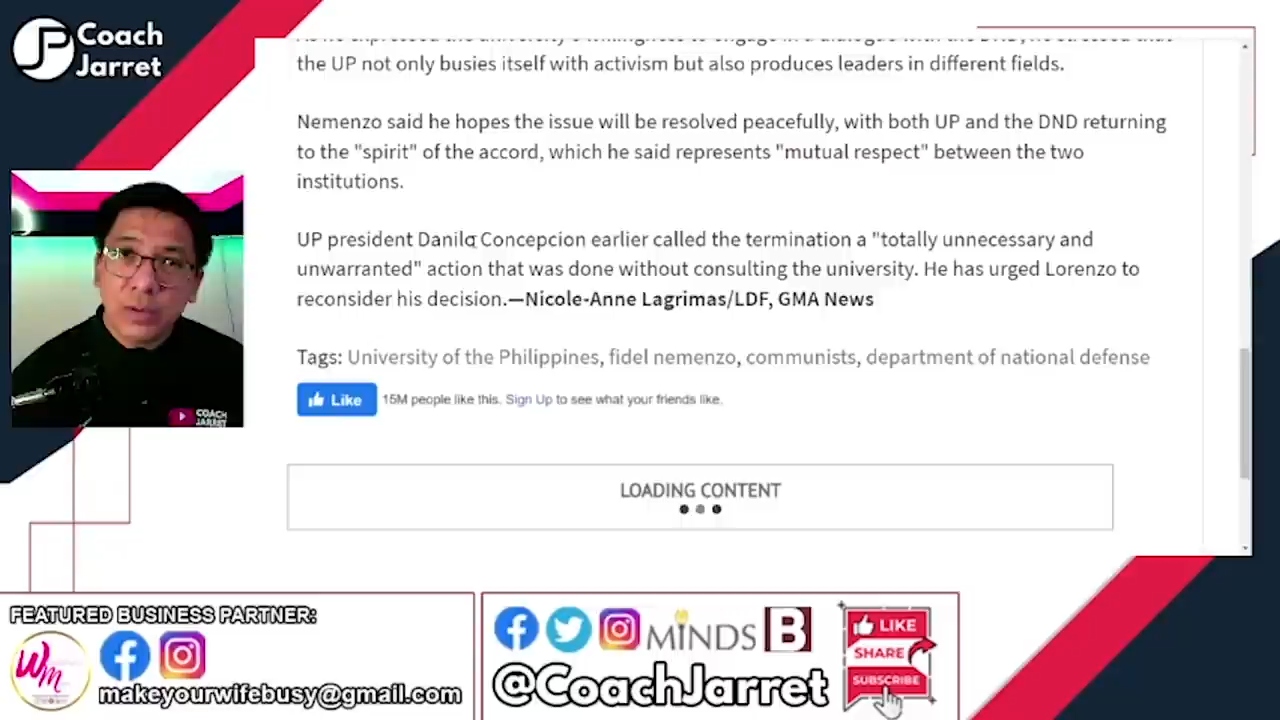 Coach
Jarret
the UP not only busies itself with activism but also produces leaders in different fields.
Nemenzo said he hopes the issue will be resolved peacefully, with both UP and the DND returning
to the "spirit" of the accord, which he said represents "mutual respect" between the two
institutions.
UP president Danilo Concepcion earlier called the termination a "totally unnecessary and
unwarranted" action that was done without consulting the university. He has urged Lorenzo to
reconsider his decision.—Nicole-Anne Lagrimas/LDF, GMA News
Tags: University of the Philippines, fidel nemenzo, communists, department of national defense
Like 15M people like this. Sign Up to see what your friends like.
COACH
JARRET
LOADING CONTENT
FEATURED BUSINESS PARTNER:
WM
makeyourwifebusy@gmail.com
MINDS B
@CoachJarret
LIKE
SHARE
SUBSCRIBE